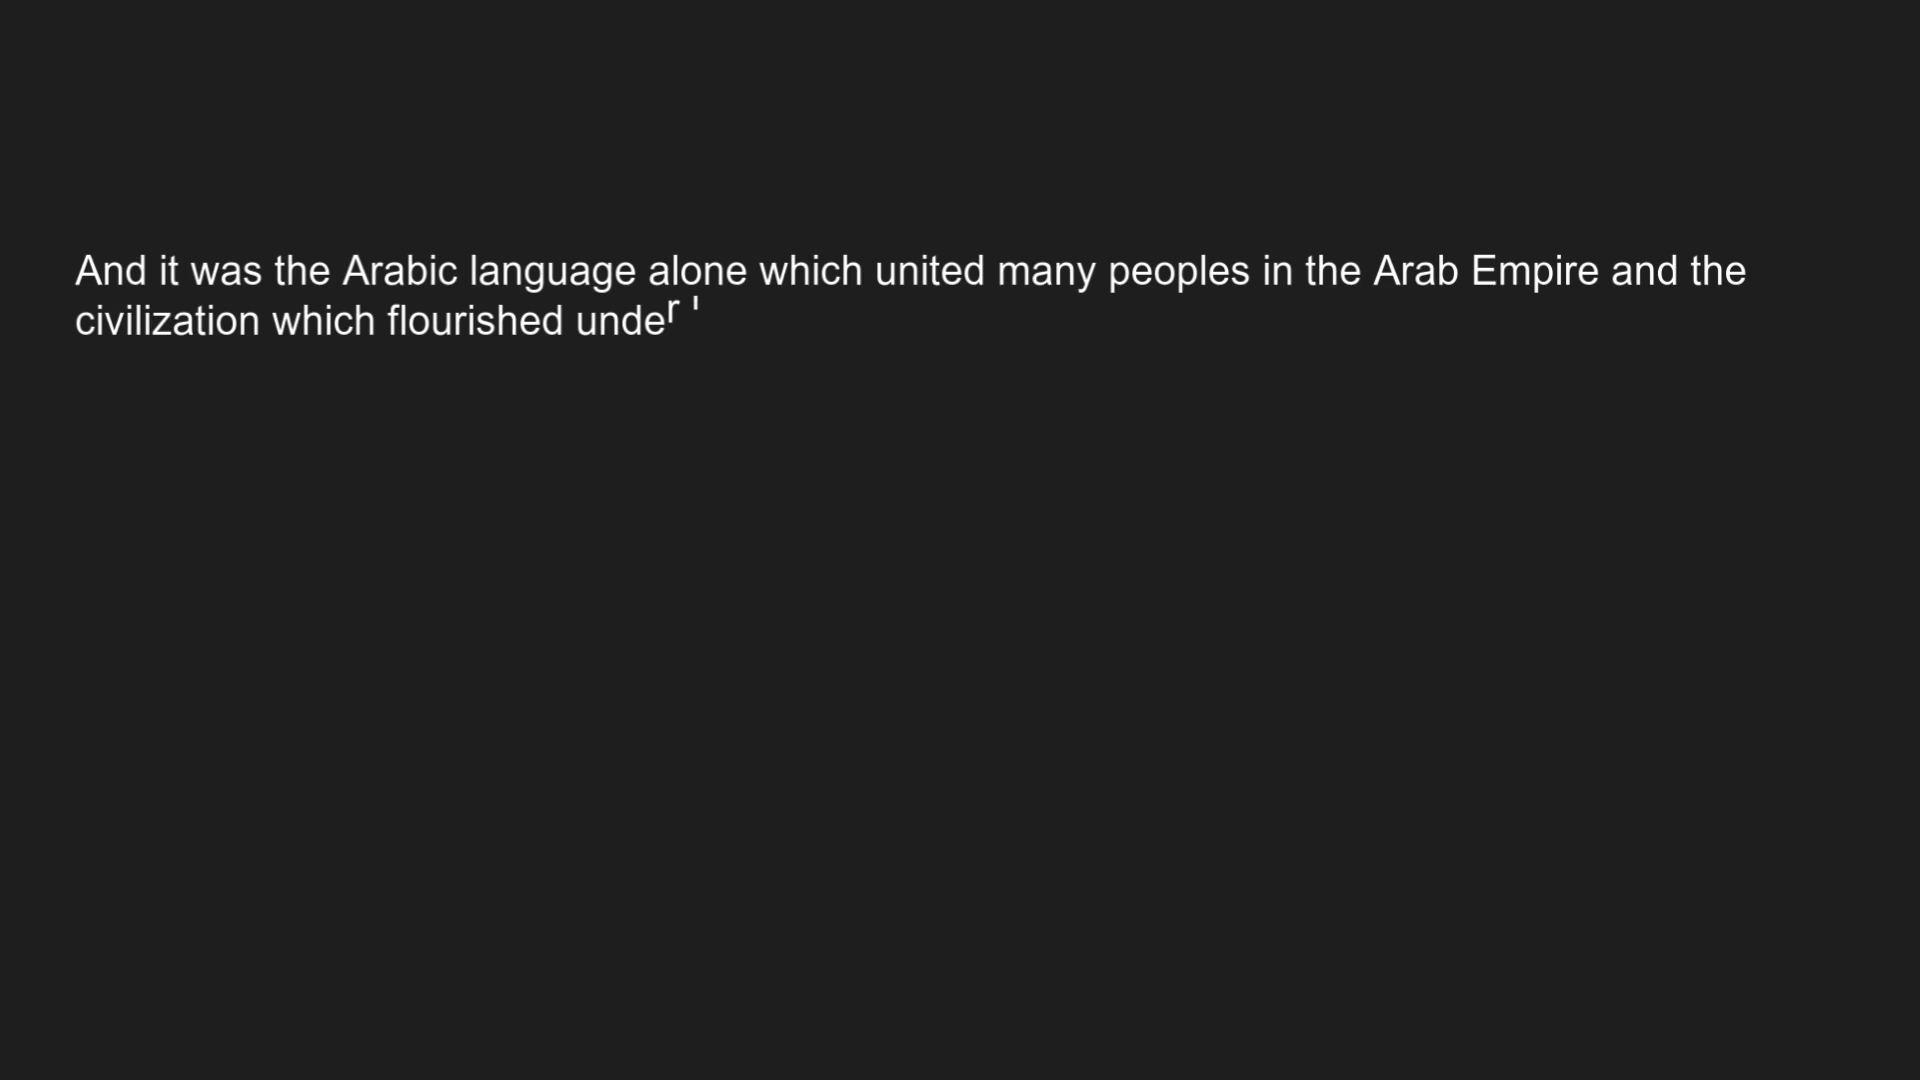 And it was the Arabic language alone which united many peoples in the Arab Empire and the
civilization which flourished under